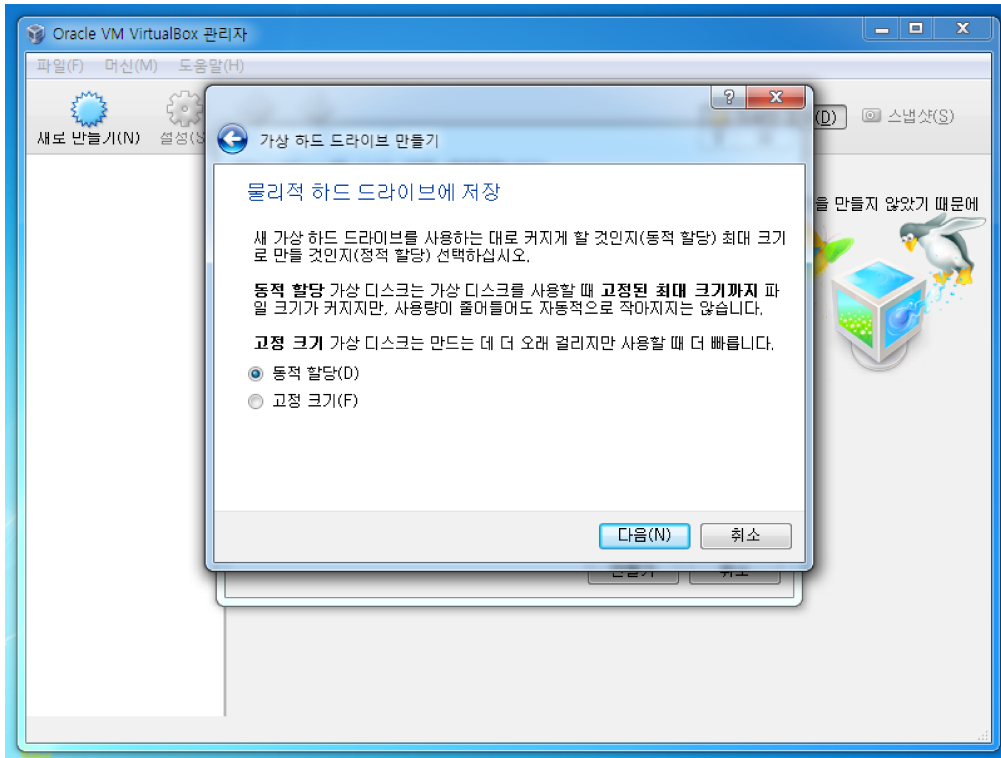 Oracle VM VirtualBox 관리자
파일(F) 머신(M) 도움말(H)
새로 만들기(N) 설정(S (D) 스냅샷(S)
가상 하드 드라이브 만들기
물리적 하드 드라이브에 저장
을 만들지 않았기 때문에
새 가상 하드 드라이브를 사용하는 대로 커지게 할 것인지(동적 할당) 최대 크기
로 만들 것인지(정적 할당) 선택하십시오.
동적 할당 가상 디스크는 가상 디스크를 사용할 때 고정된 최대 크기까지 파
일 크기가 커지지만, 사용량이 줄어들어도 자동적으로 작아지지는 않습니다.
고정 크기 가상 디스크는 만드는 데 더 오래 걸리지만 사용할 때 더 빠릅니다.
동적 할당(D)
고정 크기(F)
다음(N) 취소